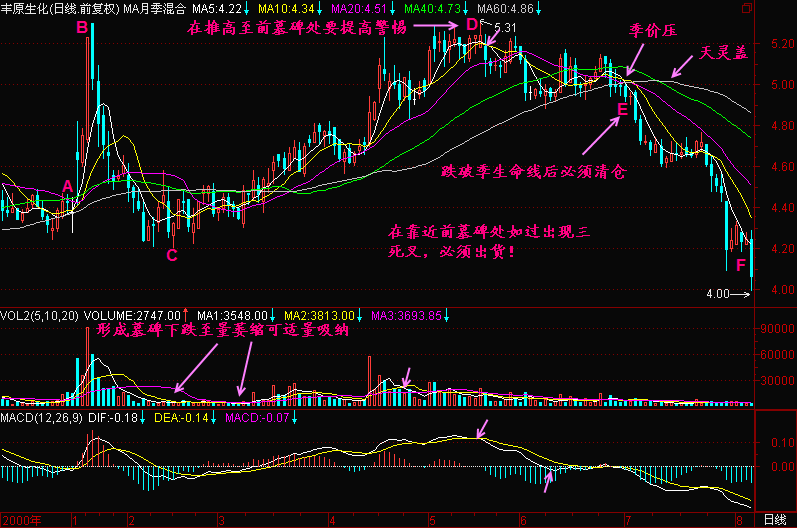 丰原生化(日线.前复权) MA月季混合 MA5:4.22↓ MA10:4.34↓ MA20:4.51↓ MA40:4.73↓ MA60:4.86↓
在推高至前墓碑处要提高警惕
B
D
5.31
季价压
天灵盖
5.20
5.00
4.80
4.60
4.40
4.20
4.00
E
跌破季生命线后必须清仓
A
C
在靠近前墓碑处如过出现三
死叉，必须出货！
F
4.00
VOL2(5,10,20) VOLUME:2747.00↑ MA1:3548.00↓ MA2:3813.00↓ MA3:3693.85↓
形成墓碑下跌至量萎缩可适量吸纳
90000
60000
30000
MACD(12,26,9) DIF:-0.18↓ DEA:-0.14↓ MACD:-0.07↓
0.10
0.00
2000年 1 2 3 4 5 6 7 8 日线